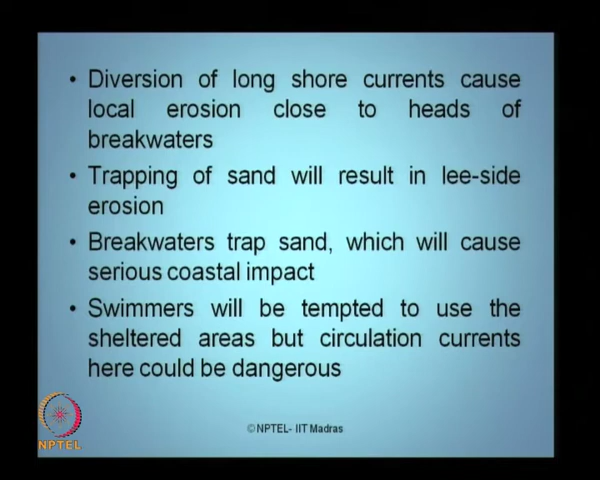 • Diversion of long shore currents cause
local erosion close to heads of
breakwaters
• Trapping of sand will result in lee-side
erosion
• Breakwaters trap sand, which will cause
serious coastal impact
• Swimmers will be tempted to use the
sheltered areas but circulation currents
here could be dangerous
NPTEL
©NPTEL- IIT Madras